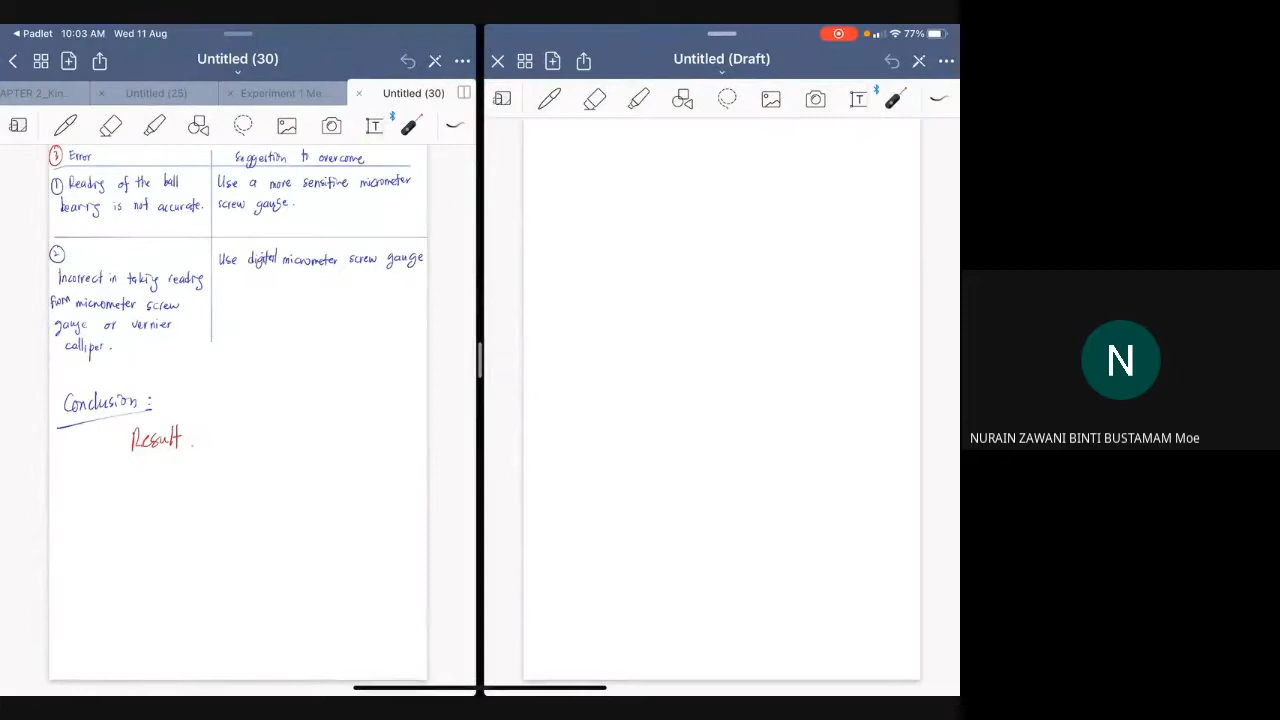 Padlet 10:03 AM Wed 11 Aug
77%
Untitled (30)
Untitled (Draft)
APTER 2_Kin...
Untitled (25)
Experiment 1 Me...
Untitled (30)
T
T
3 Error
Suggestion to overcome
1 Reading of the ball
bearing is not accurate.
Use a more sensitive micrometer
screw gauge.
2
Incorrect in taking reading
from micrometer screw
gauge or vernier
calliper.
Use digital micrometer screw gauge
Conclusion :
Result .
N
NURAIN ZAWANI BINTI BUSTAMAM Moe